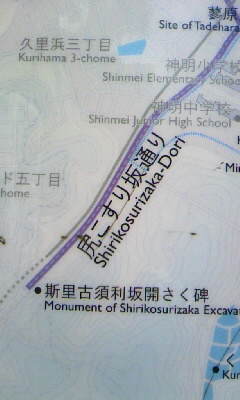 蓼原
Site of Tadehara
久里浜三丁目
Kurihama 3-chome
神明小学校
Shinmei Elementary School
神明中学校
Shinmei Junior High School
ド五丁目
-chome
尻こすり坂通り
Shirikosurizaka-Dori
斯里古須利坂開さく碑
Monument of Shirikosurizaka Excava
く
Kur